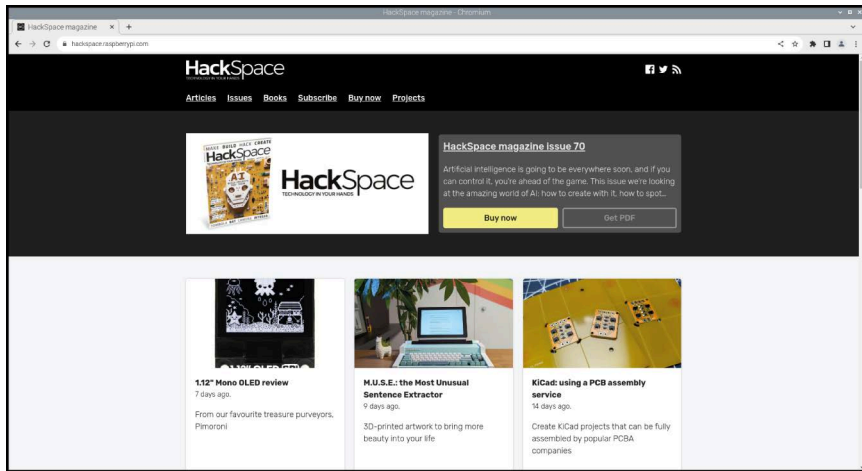 HackSpace magazine - Chromium
HackSpace magazine
hackspace.raspberrypi.com
HackSpace
TECHNOLOGY IN YOUR HANDS
Articles Issues Books Subscribe Buy now Projects
MAKE BUILD HACK CREATE
HackSpace
AI
HackSpace
TECHNOLOGY IN YOUR HANDS
HackSpace magazine issue 70
Artificial intelligence is going to be everywhere soon, and if you
can control it, you're ahead of the game. This issue we're looking
at the amazing world of AI: how to create with it, how to spot...
Buy now Get PDF
1.12" Mono OLED review
7 days ago.
From our favourite treasure purveyors,
Pimoroni
M.U.S.E.: the Most Unusual
Sentence Extractor
9 days ago.
3D-printed artwork to bring more
beauty into your life
KiCad: using a PCB assembly
service
14 days ago.
Create KiCad projects that can be fully
assembled by popular PCBA
companies